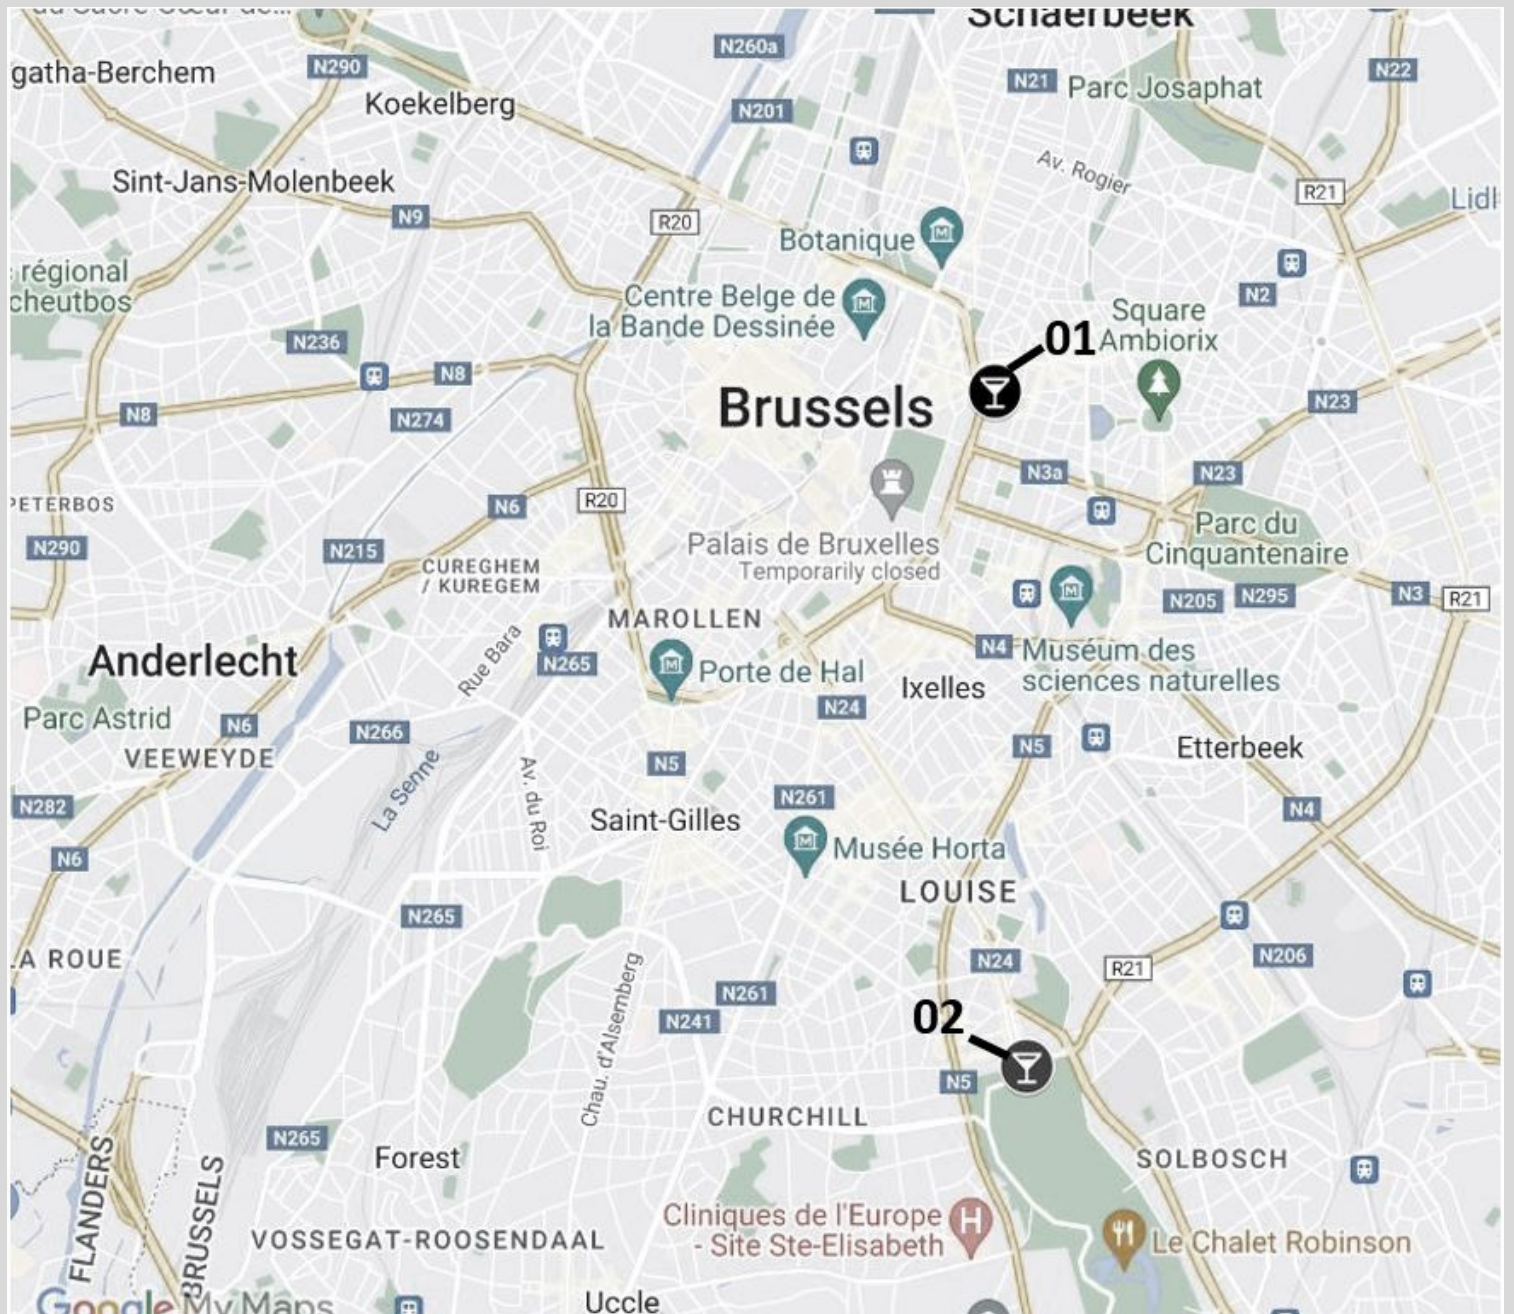 Schaerbeek
N260a
gatha-Berchem
N290
N22
N21
Parc Josaphat
Koekelberg
N201
Av. Rogier
Sint-Jans-Molenbeek
R21
Lidl
N9
R20
Botanique
régional
cheutbos
Centre Belge de
la Bande Dessinée
N2
Square
Ambiorix
N236
01
N8
Brussels
N23
N8
N274
N3a
N23
PETERBOS
N6
R20
Parc du
Cinquantenaire
N290
N215
Palais de Bruxelles
Temporarily closed
CUREGHEM
/ KUREGEM
N205
N295
N3
R21
MAROLLEN
Rue Bara
N265
Anderlecht
Porte de Hal
N4
Muséum des
sciences naturelles
Ixelles
Parc Astrid
N6
N266
N24
VEEWEYDE
N5
N5
Etterbeek
La Senne
Av. du Roi
N282
N261
N4
Saint-Gilles
N6
Musée Horta
LOUISE
N265
LA ROUE
N24
R21
N206
Chau. d'Alsemberg
N261
N241
02
N5
CHURCHILL
N265
Forest
SOLBOSCH
FLANDERS
BRUSSELS
Cliniques de l'Europe
- Site Ste-Elisabeth
H
VOSSEGAT-ROOSENDAAL
Le Chalet Robinson
Google My Maps
Uccle